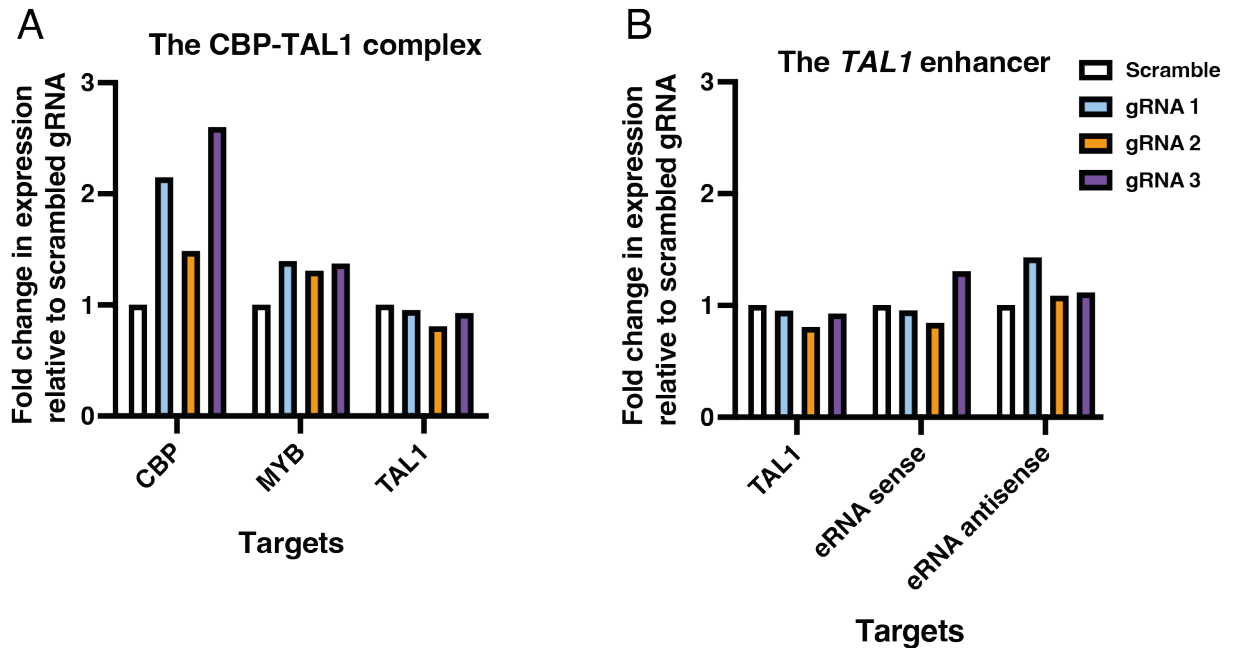 A
The CBP-TAL1 complex
Fold change in expression
relative to scrambled gRNA
3
2
1
0
CBP
MYB
TAL1
Targets
B
The TAL1 enhancer
Fold change in expression
relative to scrambled gRNA
3
2
1
0
TAL1
eRNA sense
eRNA antisense
Targets
Scramble
gRNA 1
gRNA 2
gRNA 3